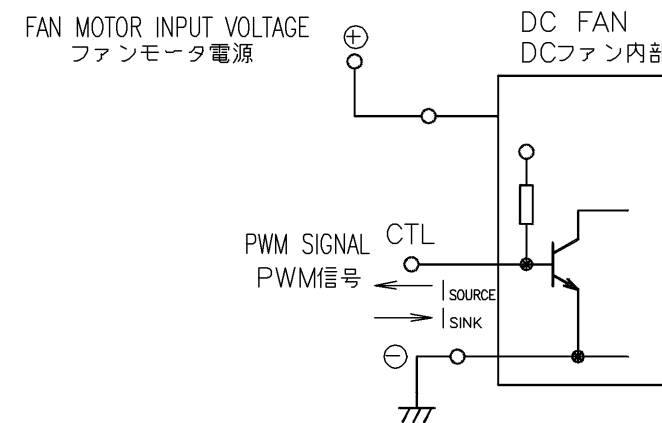 FAN MOTOR INPUT VOLTAGE
ファンモータ電源
DC FAN
DCファン内部
PWM SIGNAL
PWM信号
CTL
I SOURCE
I SINK